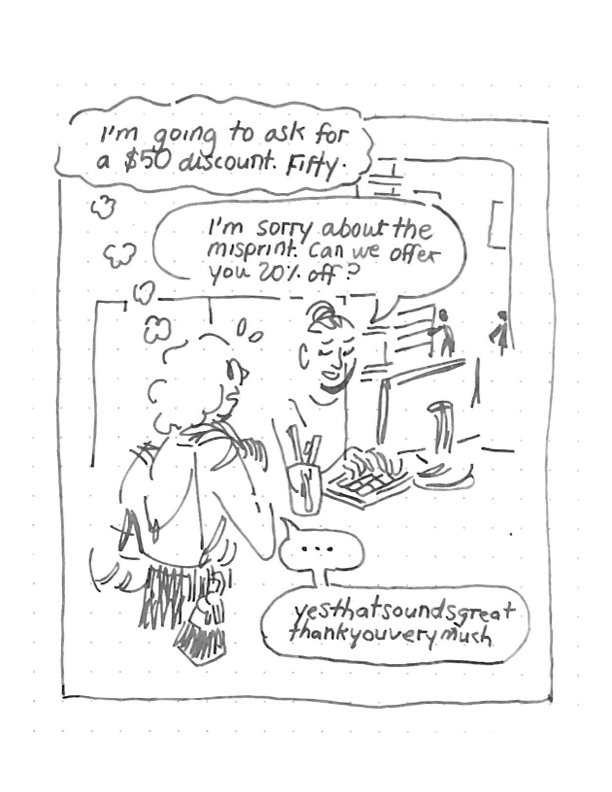 I'm going to ask for
a $50 discount. Fifty.
I'm sorry about the
misprint. Can we offer
you 20% off?
...
yesthatsoundsgreat
thankyouverymuch